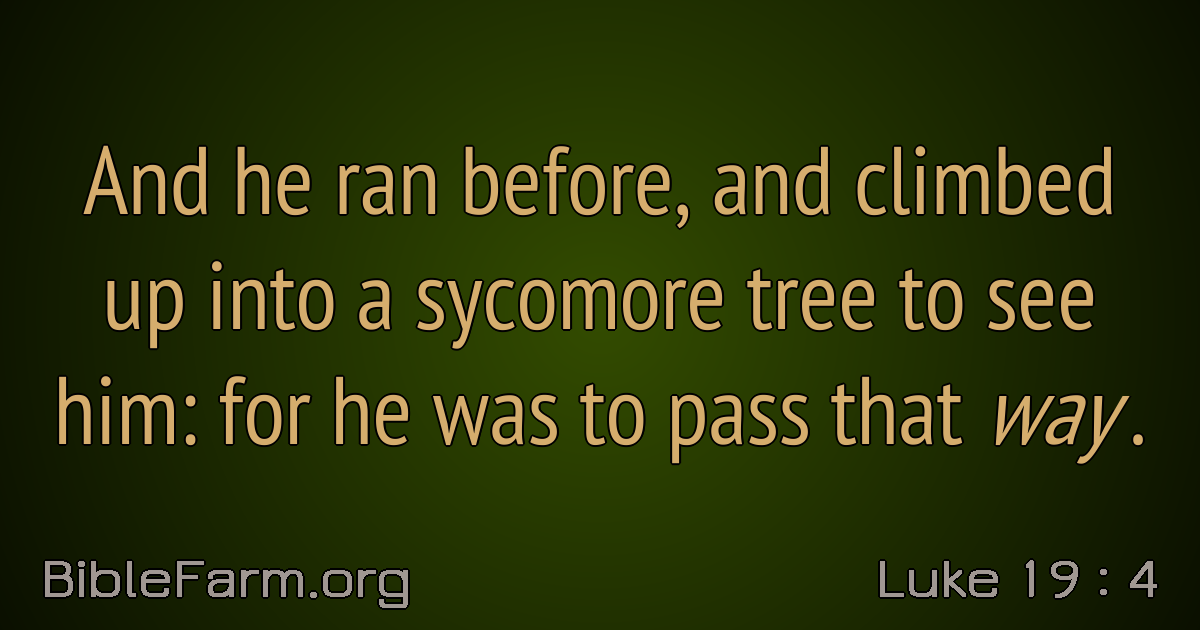 And he ran before, and climbed
up into a sycomore tree to see
him: for he was to pass that way.
BibleFarm.org
Luke 19 : 4